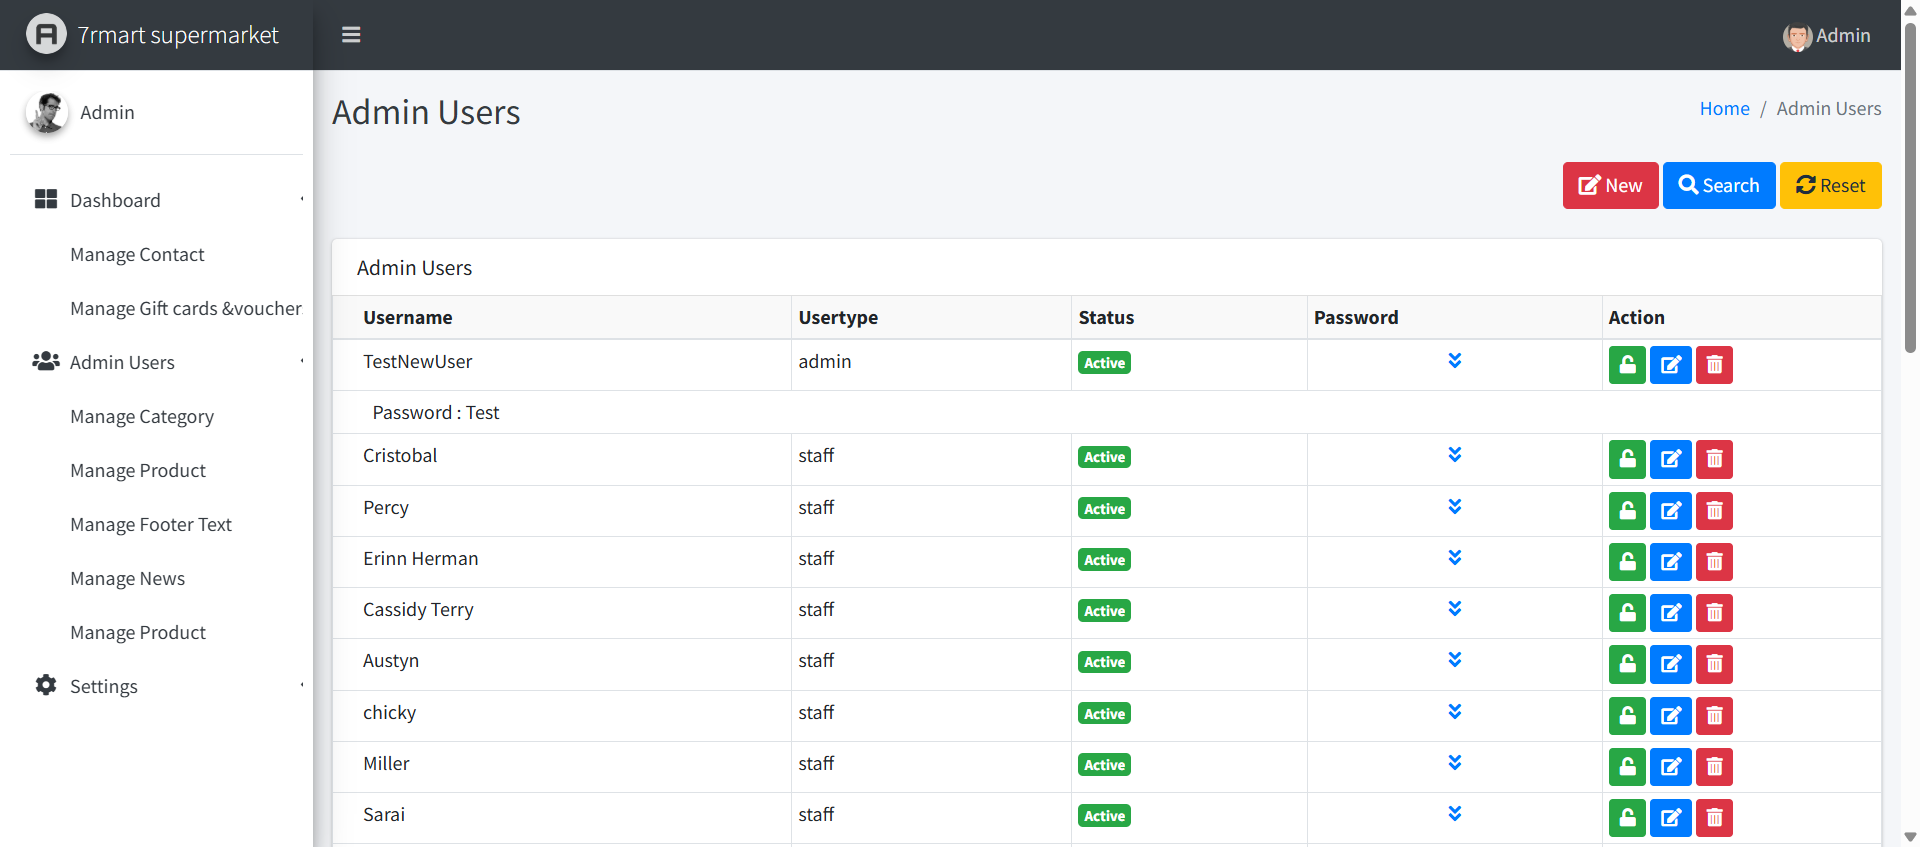 7rmart supermarket
Admin
Admin
Dashboard
Manage Contact
Manage Gift cards &voucher
Admin Users
Manage Category
Manage Product
Manage Footer Text
Manage News
Manage Product
Settings
Admin Users
Home / Admin Users
New Search Reset
Admin Users
Username Usertype Status Password Action
TestNewUser admin Active
Password : Test
Cristobal staff Active
Percy staff Active
Erinn Herman staff Active
Cassidy Terry staff Active
Austyn staff Active
chicky staff Active
Miller staff Active
Sarai staff Active